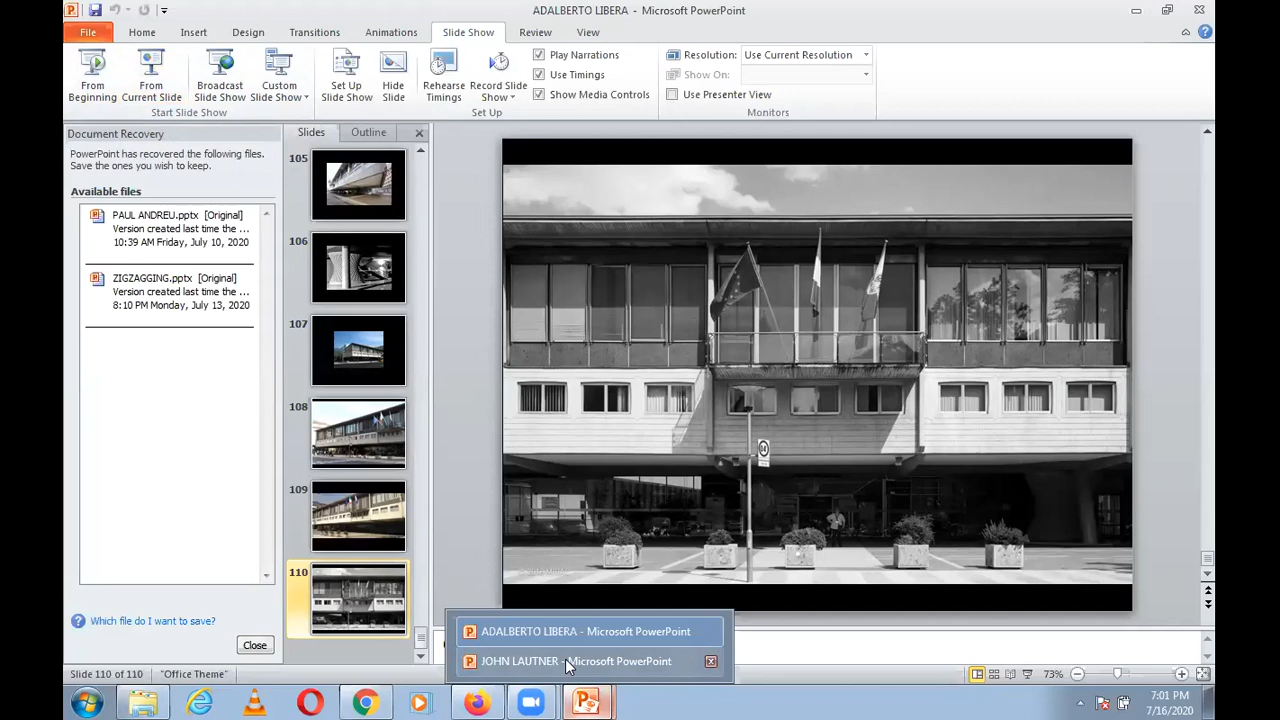 ADALBERTO LIBERA - Microsoft PowerPoint
File Home Insert Design Transitions Animations Slide Show Review View
From Beginning
From Current Slide
Broadcast Slide Show
Custom Slide Show
Start Slide Show
Set Up Slide Show
Hide Slide
Rehearse Timings
Record Slide Show
Play Narrations
Use Timings
Show Media Controls
Set Up
Resolution: Use Current Resolution
Show On:
Use Presenter View
Monitors
Document Recovery
PowerPoint has recovered the following files.
Save the ones you wish to keep.
Available files
PAUL ANDREU.pptx [Original]
Version created last time the ...
10:39 AM Friday, July 10, 2020
ZIGZAGGING.pptx [Original]
Version created last time the ...
8:10 PM Monday, July 13, 2020
Which file do I want to save?
Close
Slides Outline
105
106
107
108
109
110
ADALBERTO LIBERA - Microsoft PowerPoint
JOHN LAUTNER - Microsoft PowerPoint
Slide 110 of 110 "Office Theme" 73%
7:01 PM
7/16/2020